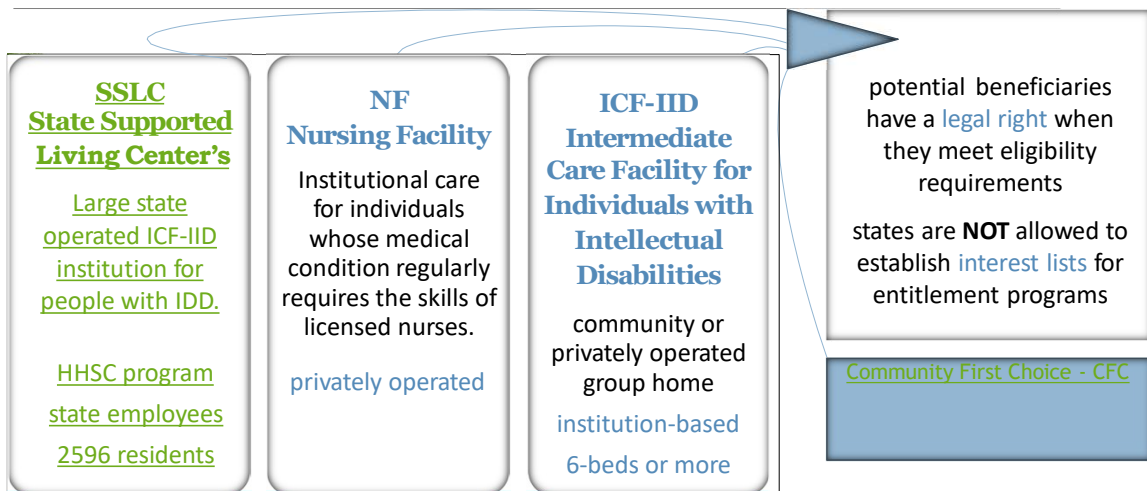 SSLC
State Supported
Living Center's
Large state
operated ICF-IID
institution for
people with IDD.
HHSC program
state employees
2596 residents
NF
Nursing Facility
Institutional care
for individuals
whose medical
condition regularly
requires the skills of
licensed nurses.
privately operated
ICF-IID
Intermediate
Care Facility for
Individuals with
Intellectual
Disabilities
community or
privately operated
group home
institution-based
6-beds or more
potential beneficiaries
have a legal right when
they meet eligibility
requirements
states are NOT allowed to
establish interest lists for
entitlement programs
Community First Choice - CFC